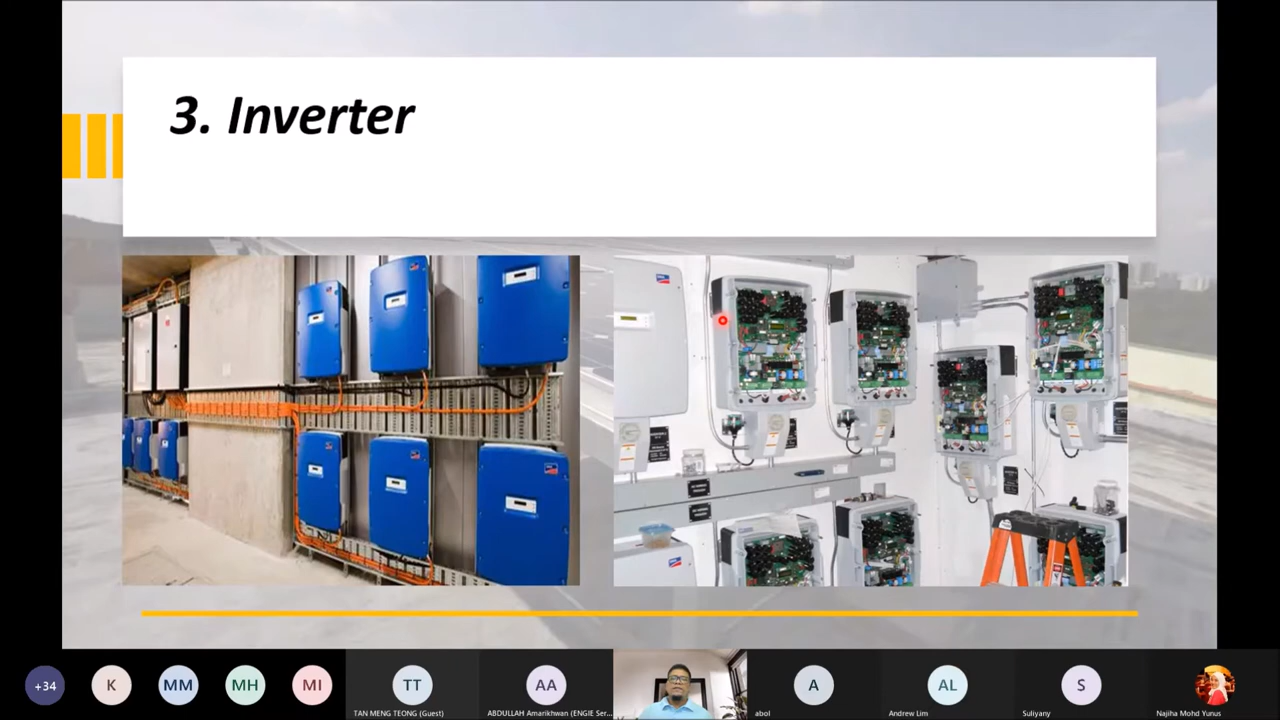 3. Inverter
+34
K
MM
MH
MI
TT
AA
A
AL
S
TAN MENG TEONG (Guest)
ABDULLAH Amarikhwan (ENGIE Ser...
abol
Andrew Lim
Suliyany
Najiha Mohd Yunus